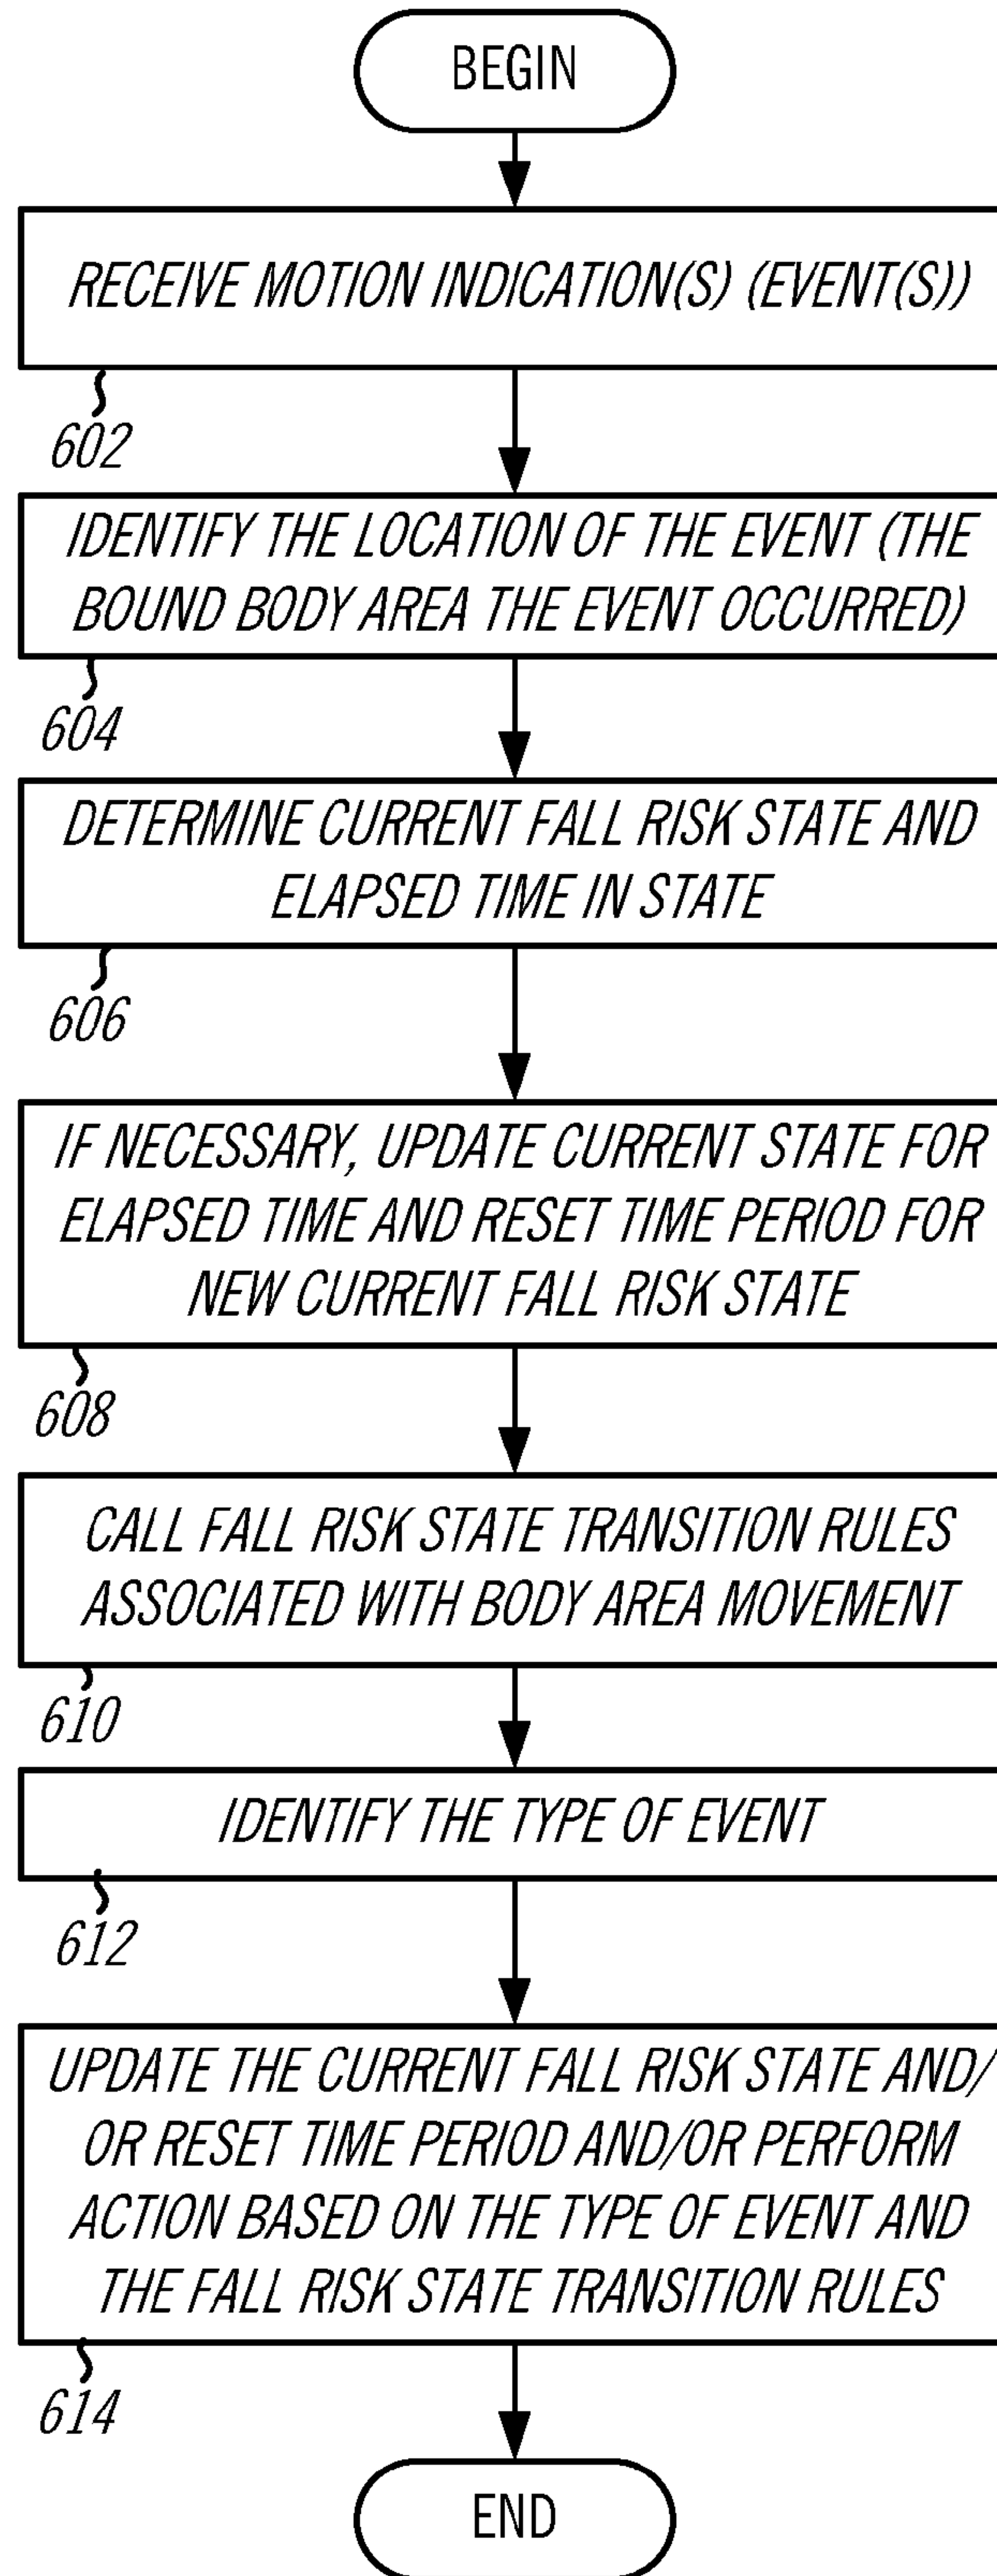 BEGIN
RECEIVE MOTION INDICATION(S) (EVENT(S))
602
IDENTIFY THE LOCATION OF THE EVENT (THE
BOUND BODY AREA THE EVENT OCCURRED)
604
DETERMINE CURRENT FALL RISK STATE AND
ELAPSED TIME IN STATE
606
IF NECESSARY, UPDATE CURRENT STATE FOR
ELAPSED TIME AND RESET TIME PERIOD FOR
NEW CURRENT FALL RISK STATE
608
CALL FALL RISK STATE TRANSITION RULES
ASSOCIATED WITH BODY AREA MOVEMENT
610
IDENTIFY THE TYPE OF EVENT
612
UPDATE THE CURRENT FALL RISK STATE AND/
OR RESET TIME PERIOD AND/OR PERFORM
ACTION BASED ON THE TYPE OF EVENT AND
THE FALL RISK STATE TRANSITION RULES
614
END